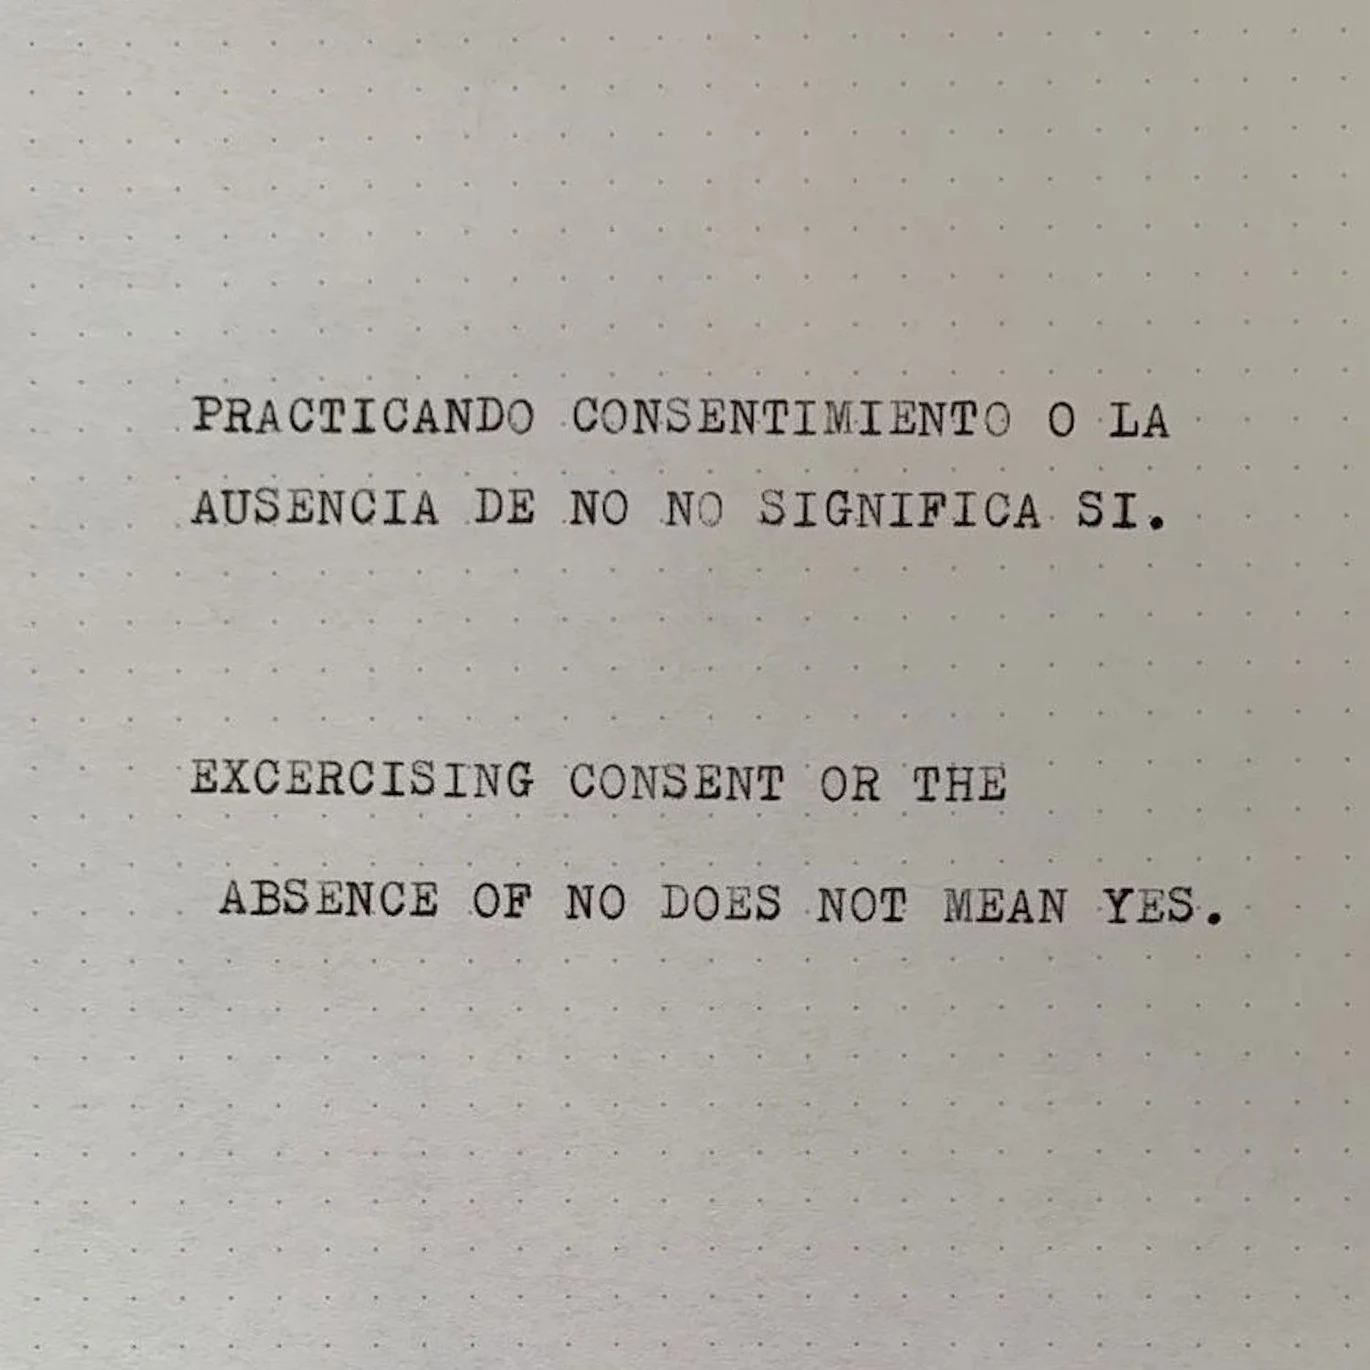 PRACTICANDO CONSENTIMIENTO O LA
AUSENCIA DE NO NO SIGNIFICA SI.
EXCERCISING CONSENT OR THE
ABSENCE OF NO DOES NOT MEAN YES.